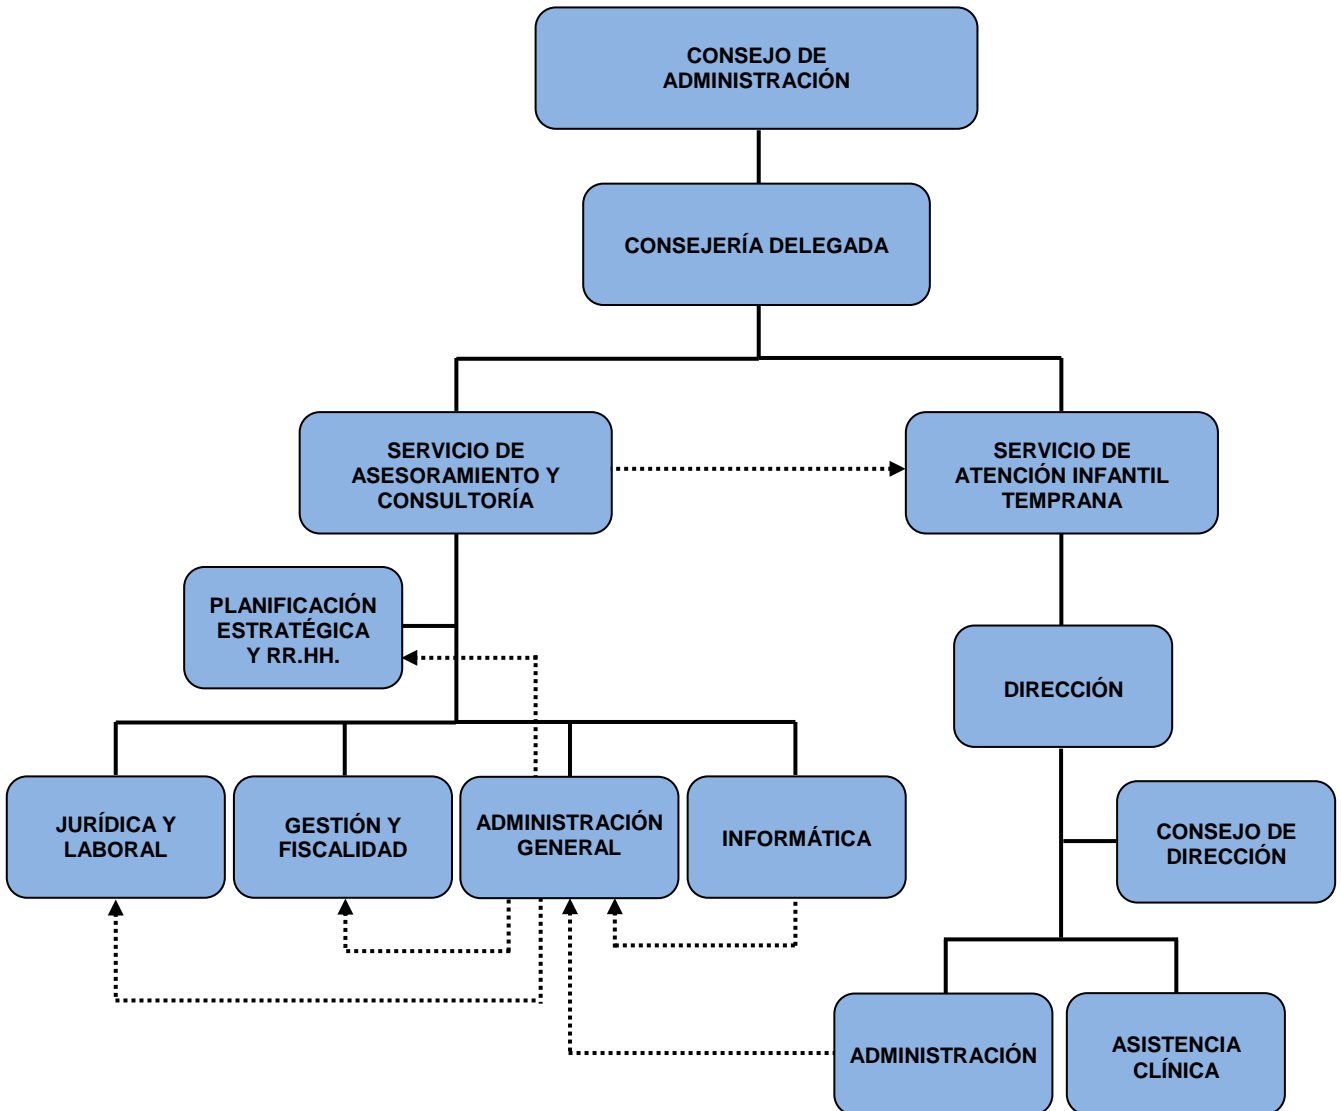 CONSEJO DE
ADMINISTRACIÓN
CONSEJERÍA DELEGADA
SERVICIO DE
ASESORAMIENTO Y
CONSULTORÍA
SERVICIO DE
ATENCIÓN INFANTIL
TEMPRANA
PLANIFICACIÓN
ESTRATÉGICA
Y RR.HH.
DIRECCIÓN
JURÍDICA Y
LABORAL
GESTIÓN Y
FISCALIDAD
ADMINISTRACIÓN
GENERAL
INFORMÁTICA
CONSEJO DE
DIRECCIÓN
ADMINISTRACIÓN
ASISTENCIA
CLÍNICA